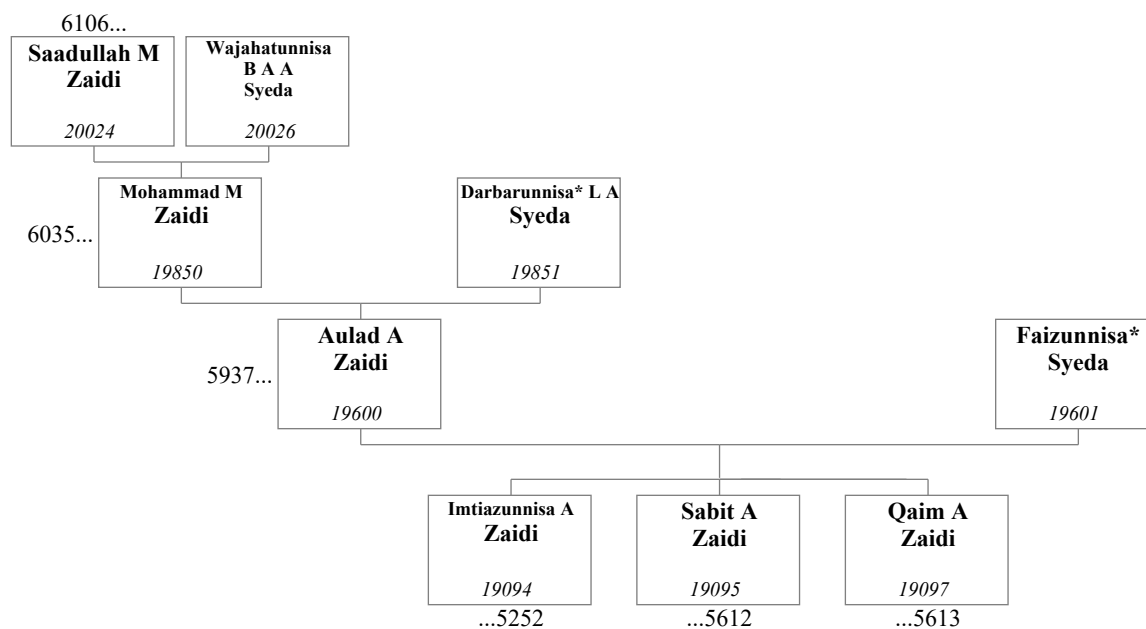 6106...
Saadullah M
Zaidi
20024
Wajahatunnisa
B A A
Syeda
20026
Mohammad M
Zaidi
19850
6035...
Darbarunnisa* L A
Syeda
19851
Aulad A
Zaidi
19600
5937...
Faizunnisa*
Syeda
19601
Imtiazunnisa A
Zaidi
19094
...5252
Sabit A
Zaidi
19095
...5612
Qaim A
Zaidi
19097
...5613